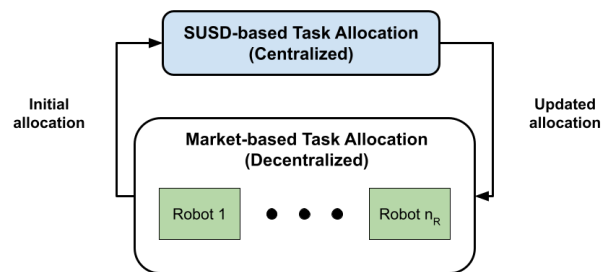 SUSD-based Task Allocation
(Centralized)
Initial
allocation
Updated
allocation
Market-based Task Allocation
(Decentralized)
Robot 1
Robot n_R